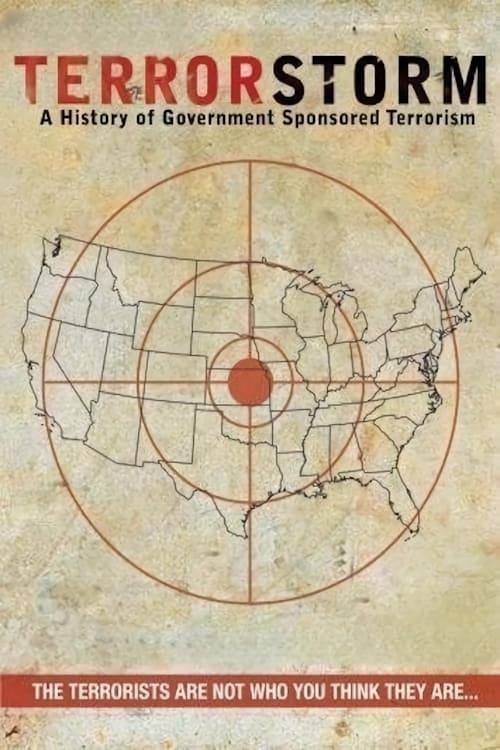 TERRORSTORM
A History of Government Sponsored Terrorism
THE TERRORISTS ARE NOT WHO YOU THINK THEY ARE...